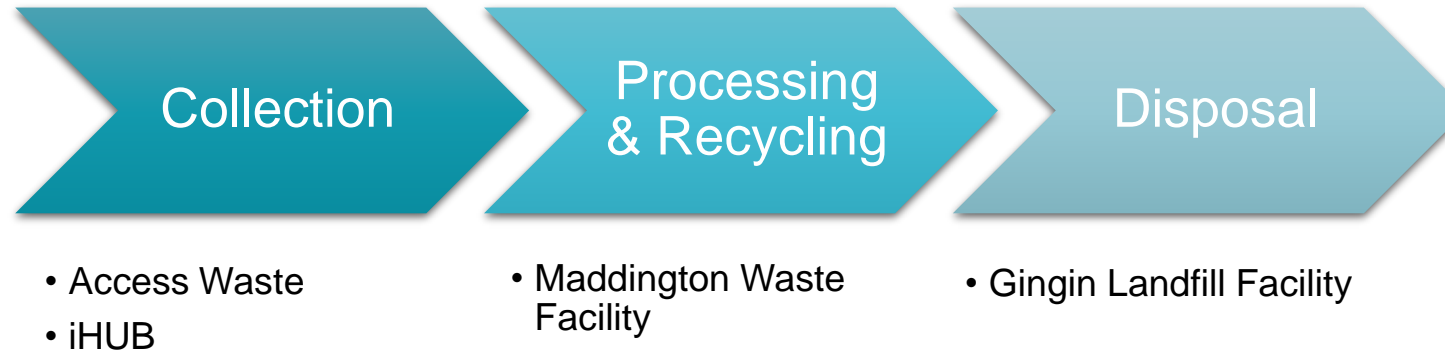 Collection
• Access Waste
• iHUB
Processing
& Recycling
• Maddington Waste
Facility
Disposal
• Gingin Landfill Facility